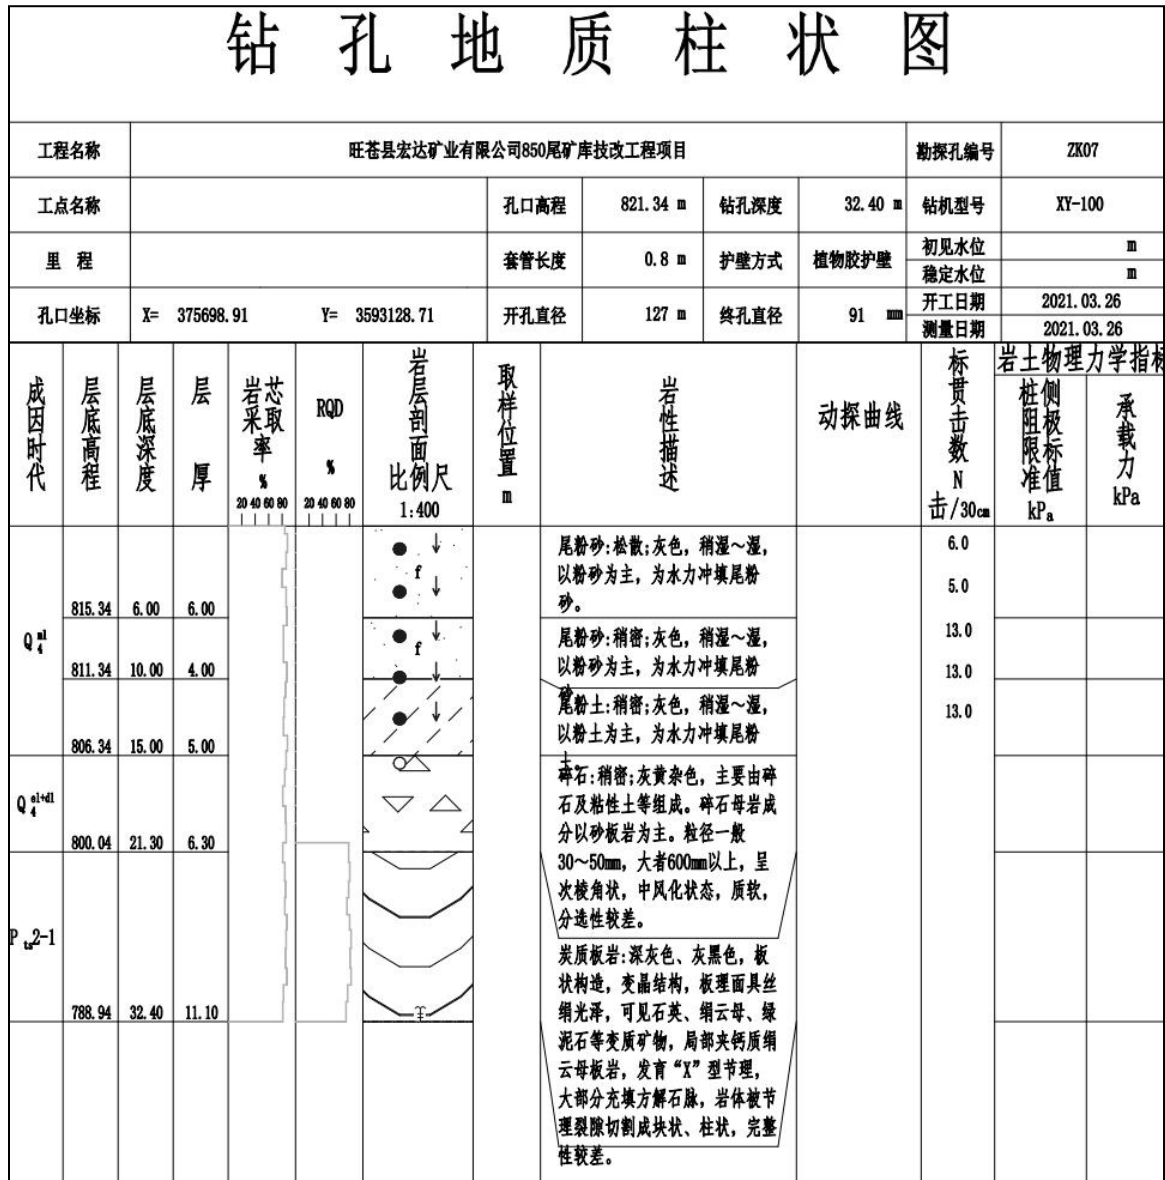 钻孔地质柱状图
工程名称 旺苍县宏达矿业有限公司850尾矿库技改工程项目 勘探孔编号 ZK07
工点名称 孔口高程 821.34 m 钻孔深度 32.40 m 钻机型号 XY-100
里程 套管长度 0.8 m 护壁方式 植物胶护壁 初见水位 m
稳定水位 m
孔口坐标 X= 375698.91 Y= 3593128.71 开孔直径 127 m 终孔直径 91 mm 开工日期 2021.03.26
测量日期 2021.03.26
成因时代
层底高程
层底深度
层厚
岩芯采取率 %
20 40 60 80
RQD %
20 40 60 80
岩层剖面
比例尺
1:400
取样位置 m
岩性描述
动探曲线
标贯击数 N 击/30cm
岩土物理力学指标
桩侧阻极限标准值 kPa
承载力 kPa
f
尾粉砂:松散;灰色，稍湿～湿，
以粉砂为主，为水力冲填尾粉
砂。
6.0
5.0
815.34 6.00 6.00
Q4ml
f
尾粉砂:稍密;灰色，稍湿～湿，
以粉砂为主，为水力冲填尾粉
砂。
13.0
13.0
811.34 10.00 4.00
尾粉土:稍密;灰色，稍湿～湿，
以粉土为主，为水力冲填尾粉
土。
13.0
806.34 15.00 5.00
Q4el+dl
碎石:稍密;灰黄杂色，主要由碎
石及粘性土等组成。碎石母岩成
分以砂板岩为主。粒径一般
30～50mm，大者600mm以上，呈
次棱角状，中风化状态，质软，
分选性较差。
800.04 21.30 6.30
Pts2-1
炭质板岩:深灰色、灰黑色，板
状构造，变晶结构，板理面具丝
绢光泽，可见石英、绢云母、绿
泥石等变质矿物，局部夹钙质绢
云母板岩，发育“X”型节理，
大部分充填方解石脉，岩体被节
理裂隙切割成块状、柱状，完整
性较差。
788.94 32.40 11.10